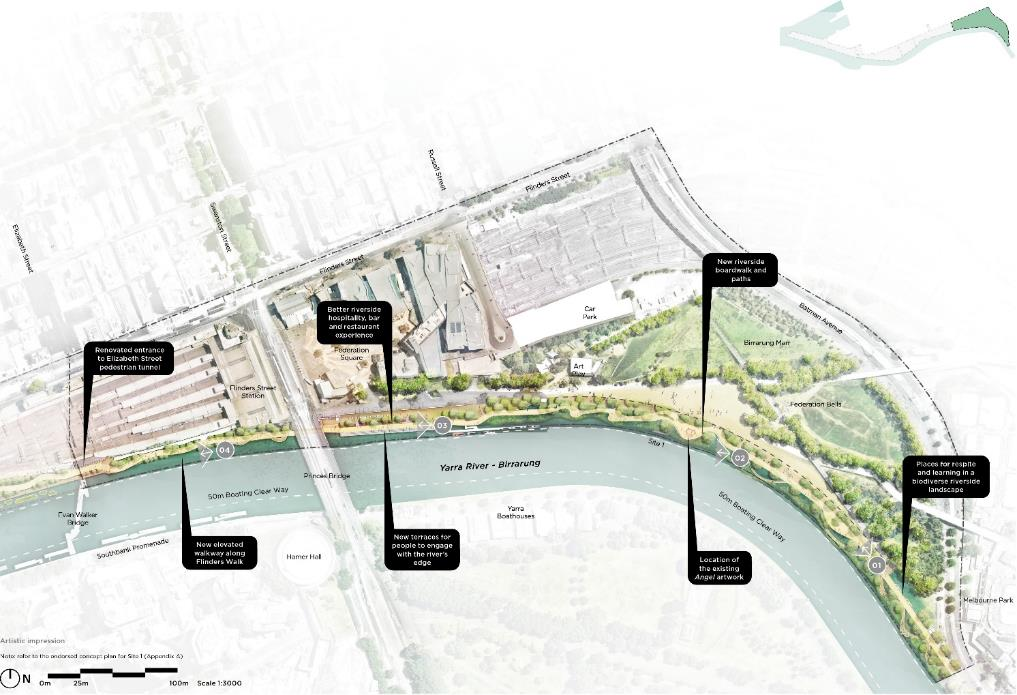 Russell Street
Flinders Street
Swanston Street
Elizabeth Street
Flinders Street
New riverside
boardwalk and
paths
Batman Avenue
Better riverside
hospitality, bar
and restaurant
experience
Car
Park
Birrarung Marr
Renovated entrance
to Elizabeth Street
pedestrian tunnel
Federation
Square
Art
Flinders Street
Station
Federation Bells
03
04
Site 1
02
Yarra River - Birrarung
Princes Bridge
Places for respite
and learning in a
biodiverse riverside
landscape
50m Boating Clear Way
50m Boating Clear Way
Evan Walker
Bridge
Yarra
Boathouses
Southbank Promenade
New elevated
walkway along
Flinders Walk
Hamer Hall
New terraces for
people to engage
with the river's
edge
Location of
the existing
Angel artwork
01
Melbourne Park
Artistic impression
Note: refer to the endorsed concept plan for Site 1 (Appendix A)
N
0m 25m 100m Scale 1:3000